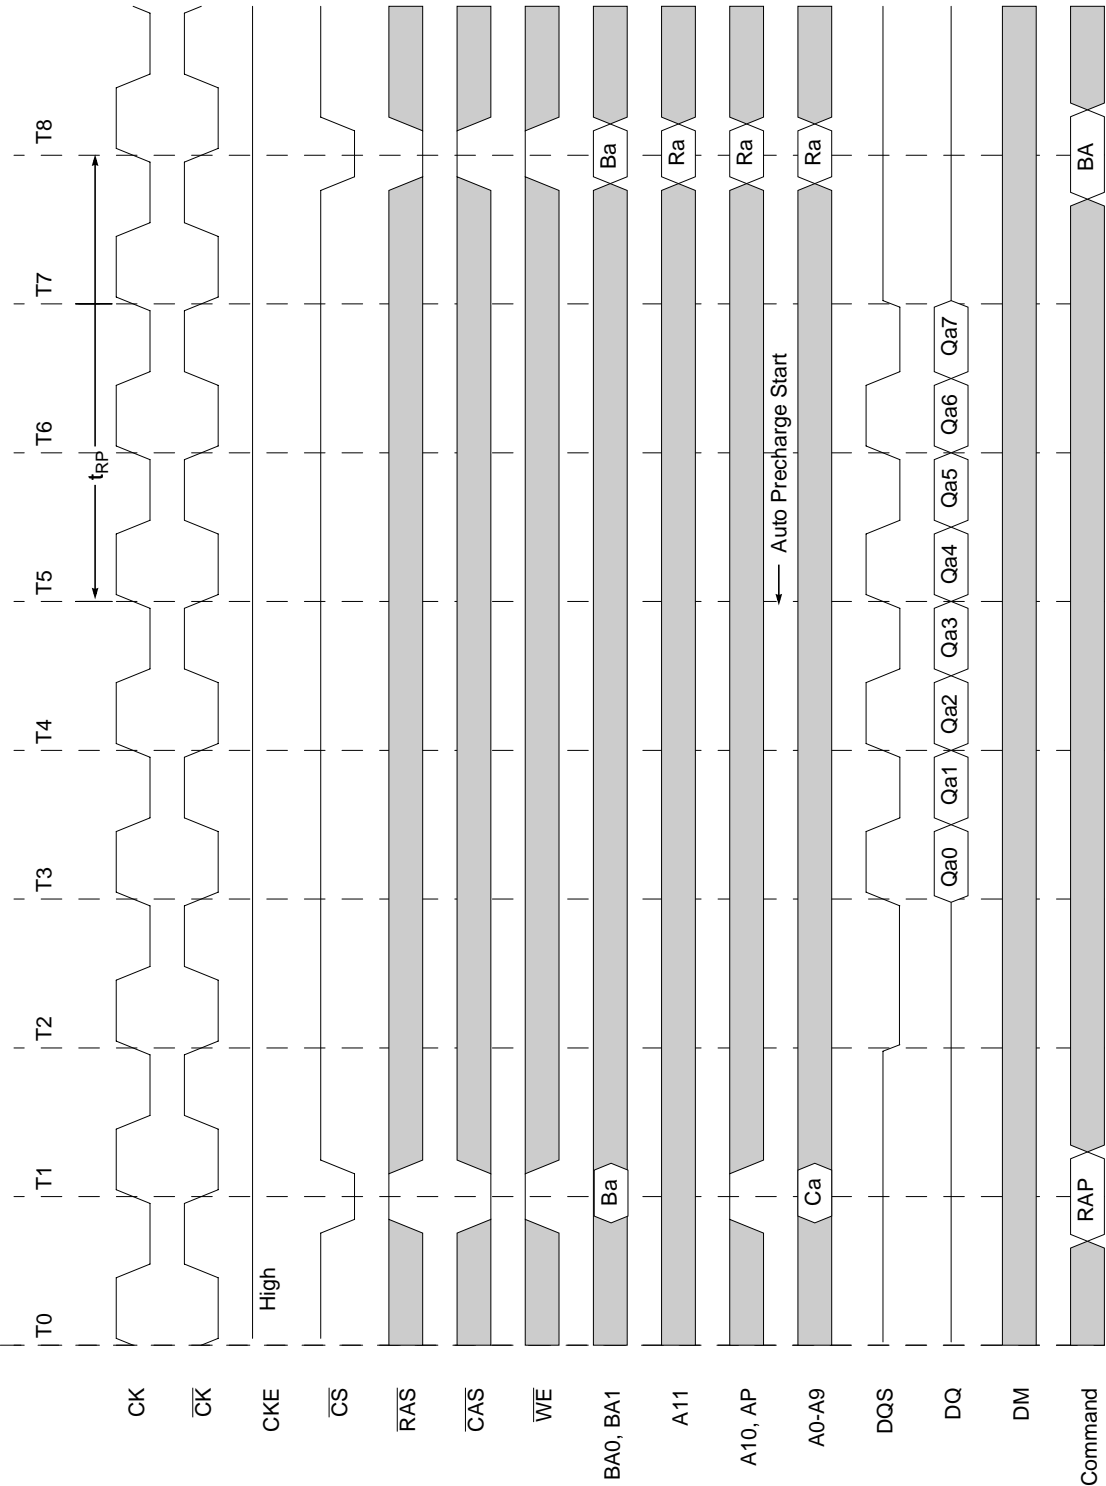 T0 T1 T2 T3 T4 T5 T6 T7 T8
tRP
CK
CK
CKE High
CS
RAS
CAS
WE
BA0, BA1 Ba Ba
A11 Ra
A10, AP Ra
Auto Precharge Start
A0-A9 Ca Ra
DQS
DQ Qa0 Qa1 Qa2 Qa3 Qa4 Qa5 Qa6 Qa7
DM
Command RAP BA